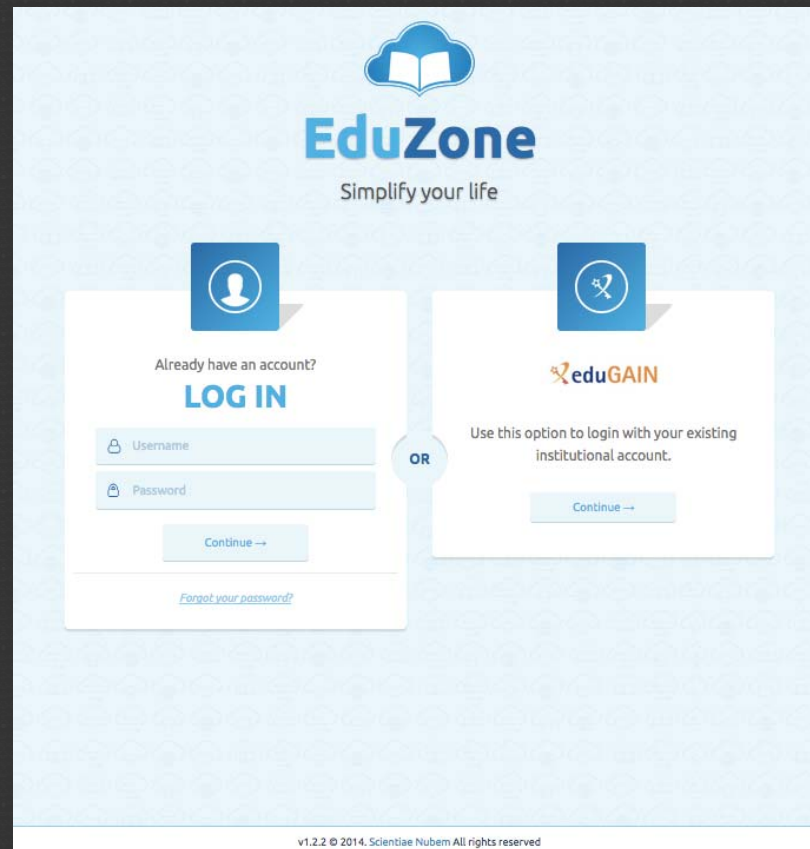 EduZone
Simplify your life
Already have an account?
LOG IN
Username
Password
Continue →
Forgot your password?
OR
eduGAIN
Use this option to login with your existing
institutional account.
Continue →
v1.2.2 © 2014. Scientiae Nubem All rights reserved